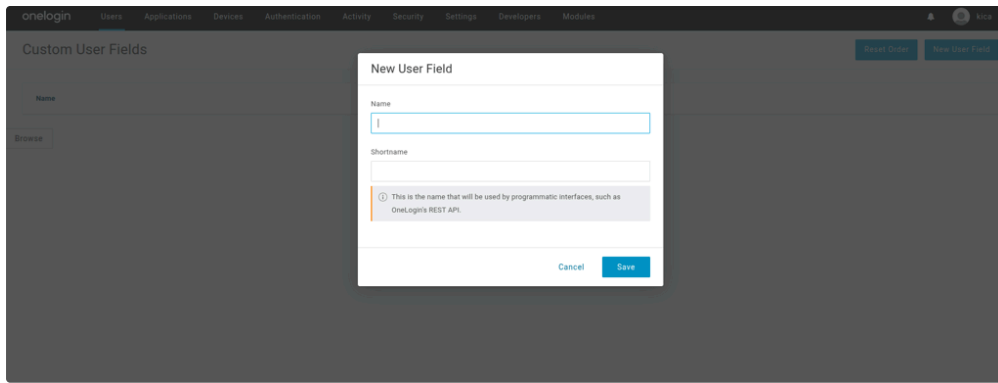 onelogin Users Applications Devices Authentication Activity Security Settings Developers Modules kica
Custom User Fields Reset Order New User Field
Name
Browse
New User Field
Name
Shortname
This is the name that will be used by programmatic interfaces, such as
OneLogin's REST API.
Cancel Save